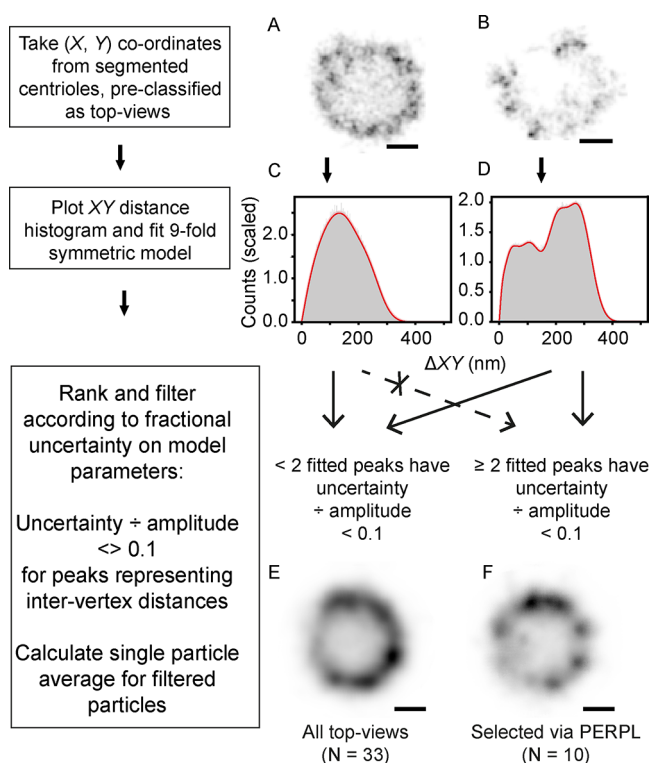 Take (X, Y) co-ordinates
from segmented
centrioles, pre-classified
as top-views
Plot XY distance
histogram and fit 9-fold
symmetric model
Rank and filter
according to fractional
uncertainty on model
parameters:
Uncertainty ÷ amplitude
<> 0.1
for peaks representing
inter-vertex distances
Calculate single particle
average for filtered
particles
A
B
C
D
Counts (scaled)
2.0
1.0
0.0
0
200
400
2.0
1.5
1.0
0.5
0.0
0
200
400
ΔXY (nm)
< 2 fitted peaks have
uncertainty
÷ amplitude
< 0.1
≥ 2 fitted peaks have
uncertainty
÷ amplitude
< 0.1
E
F
All top-views
(N = 33)
Selected via PERPL
(N = 10)